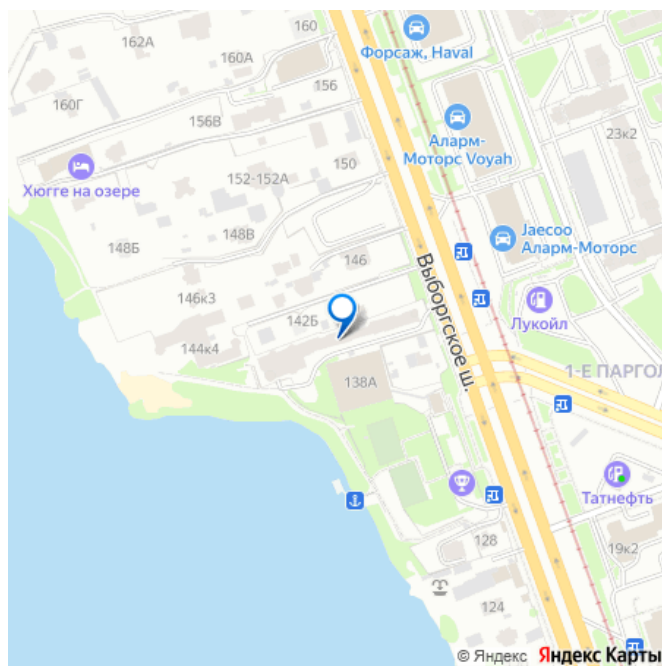 162А
160
160А
Форсаж, Haval
160Г
156
156В
Аларм-
Моторс Voyah
23к2
150
Хюгге на озере
152-152А
148В
148Б
Jaecoo
Аларм-Моторс
146
Выборгское ш.
146к3
142Б
Лукойл
144к4
138А
1-Е ПАРГОЛ
Татнефть
128
19к2
124
© Яндекс Яндекс Карты